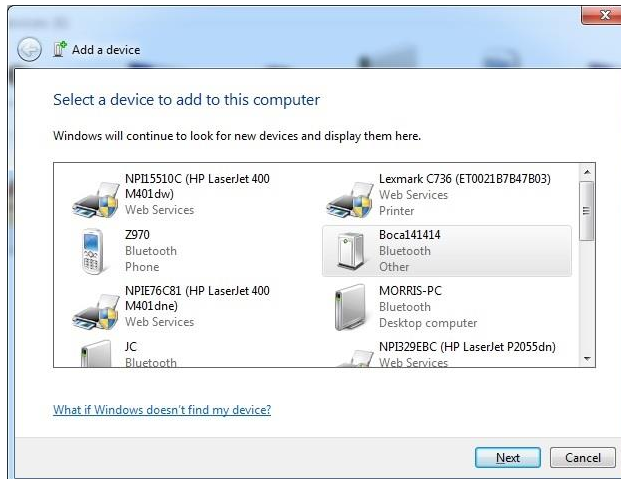 Add a device
Select a device to add to this computer
Windows will continue to look for new devices and display them here.
NPI15510C (HP LaserJet 400
M401dw)
Web Services
Lexmark C736 (ET0021B7B47B03)
Web Services
Printer
Z970
Bluetooth
Phone
Boca141414
Bluetooth
Other
NPIE76C81 (HP LaserJet 400
M401dne)
Web Services
MORRIS-PC
Bluetooth
Desktop computer
JC
Bluetooth
NPI329EBC (HP LaserJet P2055dn)
Web Services
What if Windows doesn't find my device?
Next
Cancel